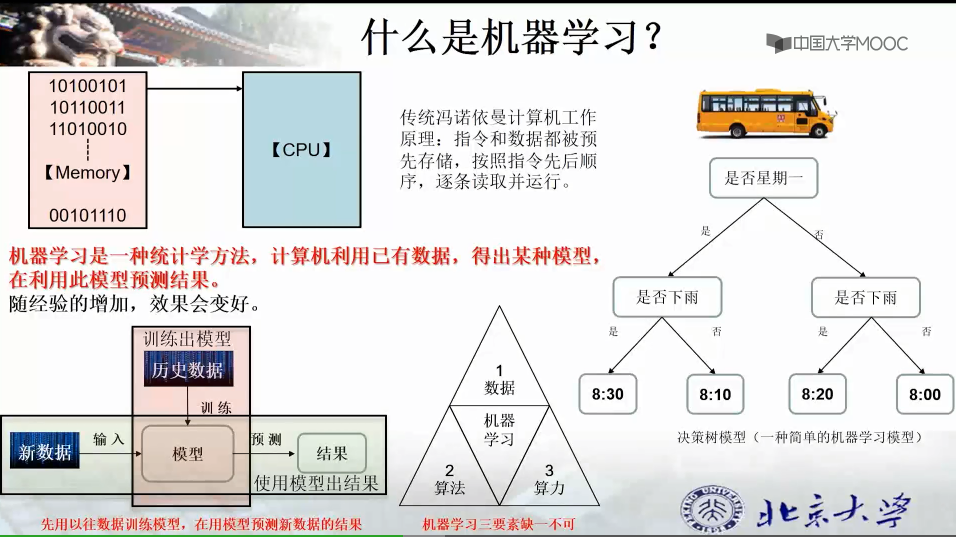 什么是机器学习？
中国大学MOOC
10100101
10110011
11010010
【Memory】
00101110
【CPU】
传统冯诺依曼计算机工作
原理：指令和数据都被预
先存储，按照指令先后顺
序，逐条读取并运行。
机器学习是一种统计学方法，计算机利用已有数据，得出某种模型，
在利用此模型预测结果。
随经验的增加，效果会变好。
是否星期一
是
否
是否下雨
是否下雨
是
否
是
否
8:30
8:10
8:20
8:00
决策树模型（一种简单的机器学习模型）
训练出模型
历史数据
训 练
新数据
输 入
模型
预 测
结果
使用模型出结果
先用以往数据训练模型，在用模型预测新数据的结果
1
数据
机器
学习
2
算法
3
算力
机器学习三要素缺一不可
北京大学